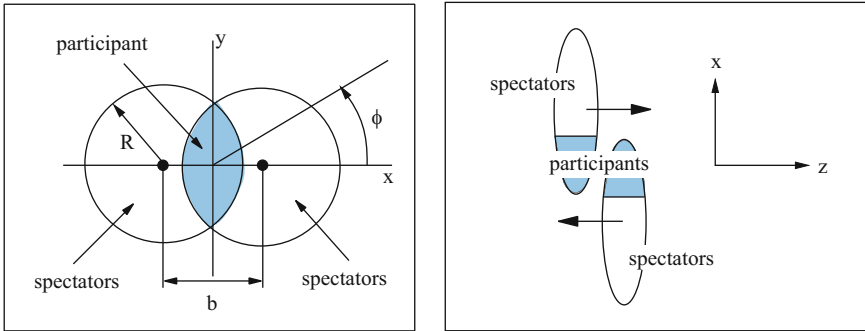 participant
y
R
ϕ
x
spectators
spectators
b
spectators
x
participants
z
spectators